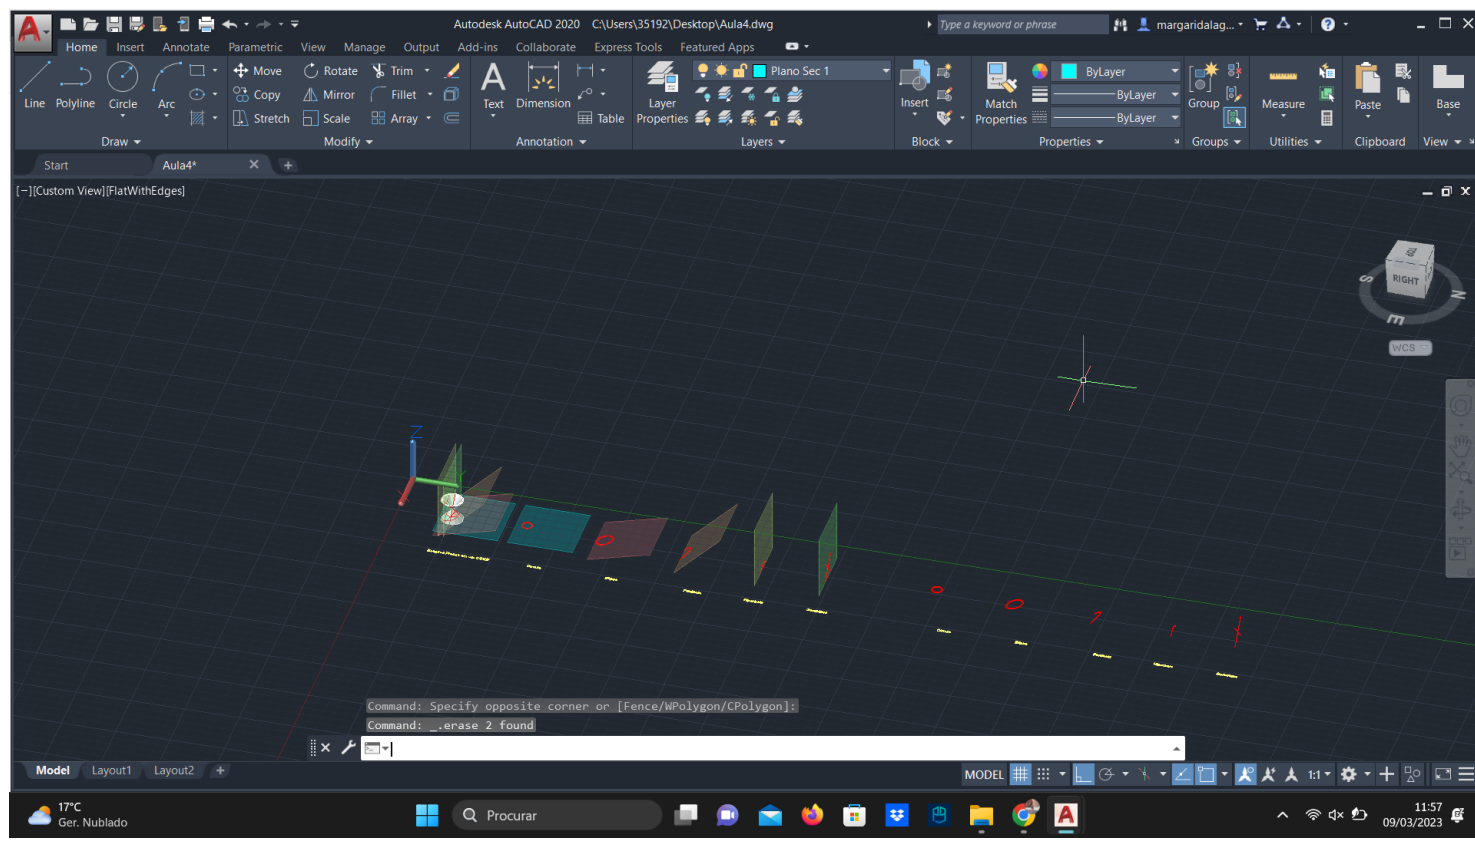 Autodesk AutoCAD 2020 C:\Users\35192\Desktop\Aula4.dwg
Type a keyword or phrase
margaridalag...
Home Insert Annotate Parametric View Manage Output Add-ins Collaborate Express Tools Featured Apps
Line Polyline Circle Arc
Move Rotate Trim
Copy Mirror Fillet
Stretch Scale Array
Text Dimension Table
Layer Properties
Plano Sec 1
Insert
Match Properties
ByLayer
ByLayer
ByLayer
Group
Measure
Paste
Base
Draw Modify Annotation Layers Block Properties Groups Utilities Clipboard View
Start Aula4*
[−][Custom View][FlatWithEdges]
TOP
RIGHT
S
N
E
WCS
Z
Command: Specify opposite corner or [Fence/WPolygon/CPolygon]:
Command: _.erase 2 found
Model Layout1 Layout2
MODEL
1:1
17°C
Ger. Nublado
Procurar
11:57
09/03/2023